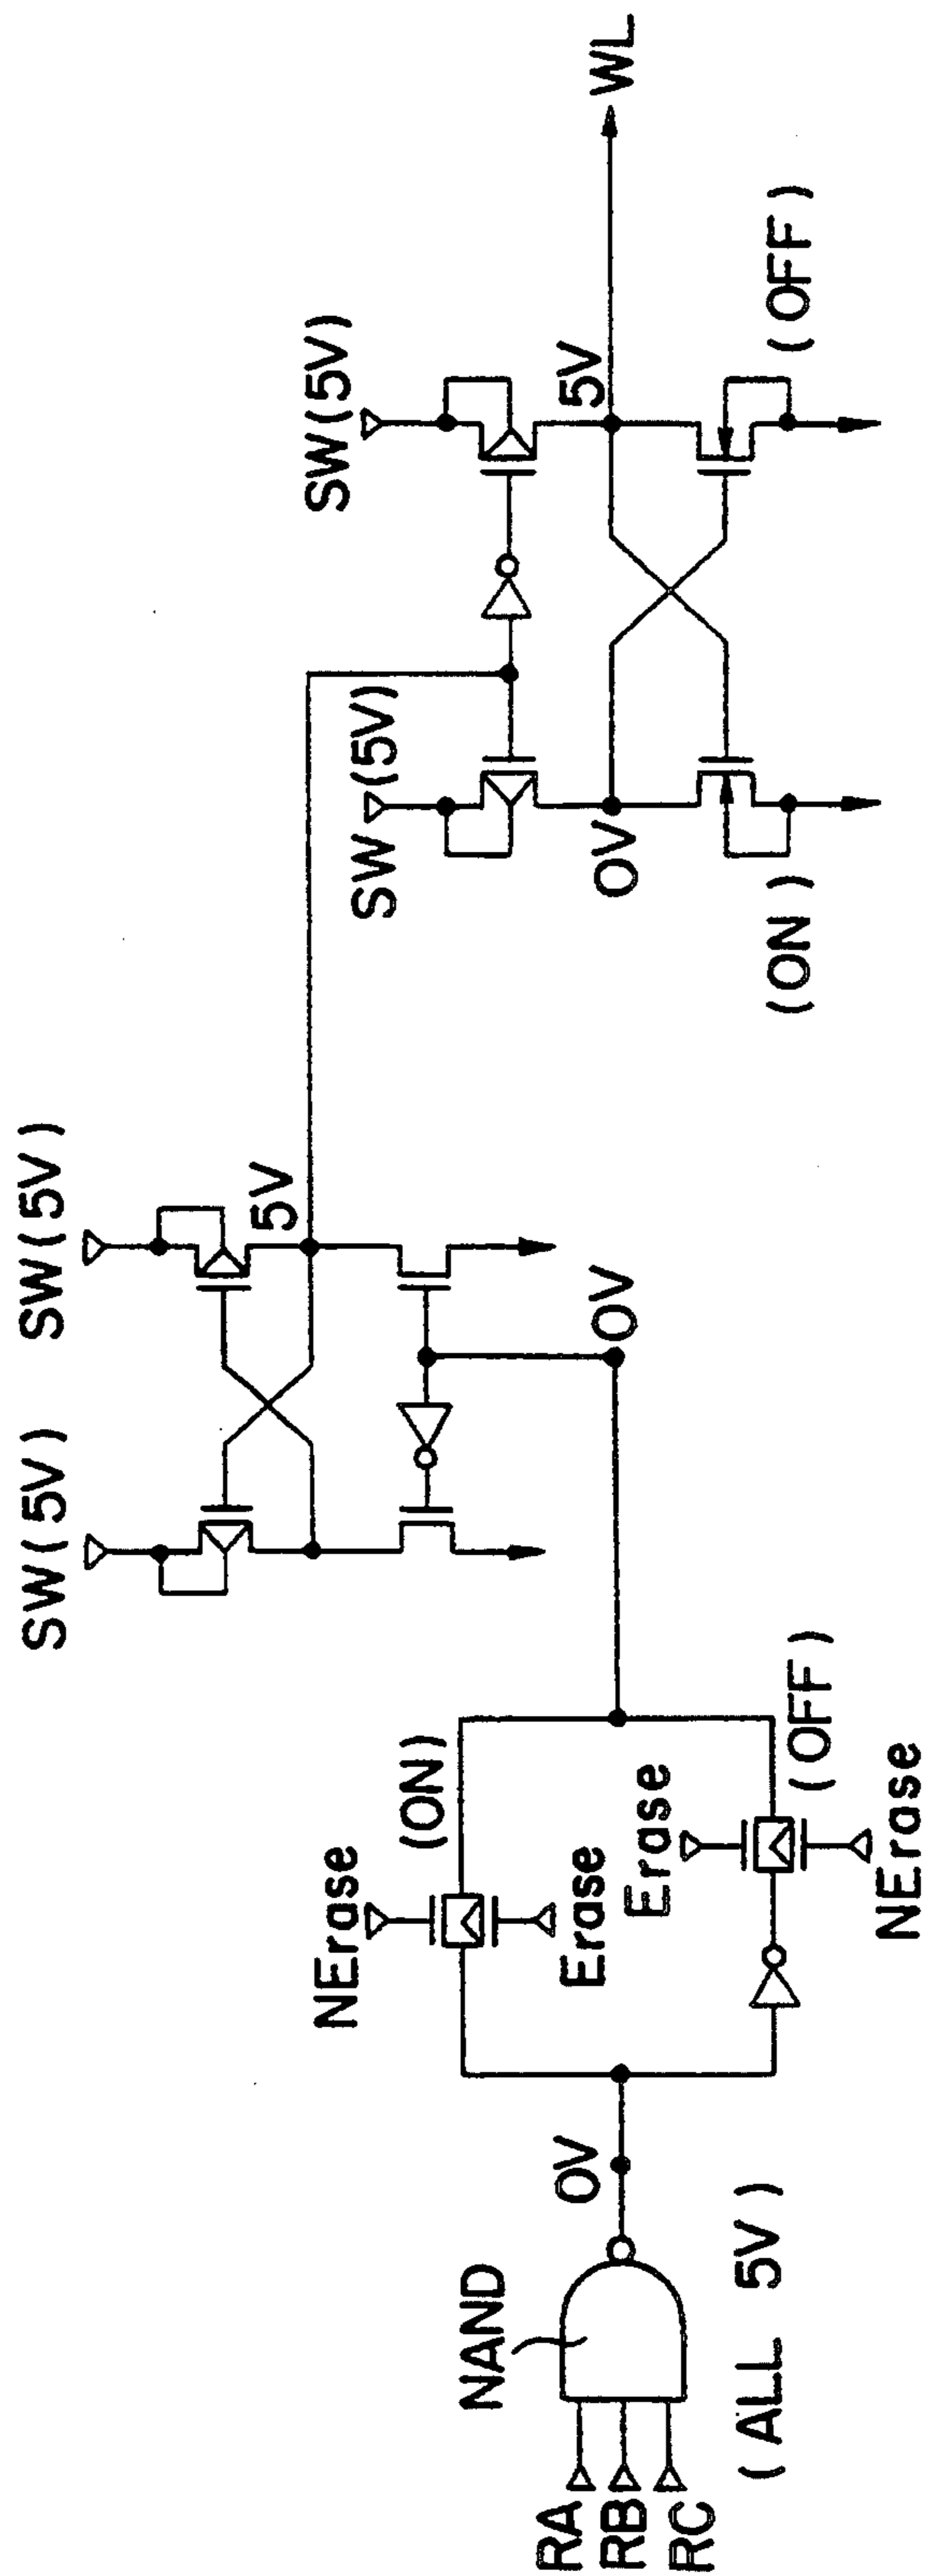 RA
RB
RC
NAND
(ALL 5V)
0V
NErase
(ON)
Erase
Erase
(OFF)
NErase
SW(5V)
SW(5V)
5V
0V
SW(5V)
SW(5V)
0V
5V
(ON)
(OFF)
WL